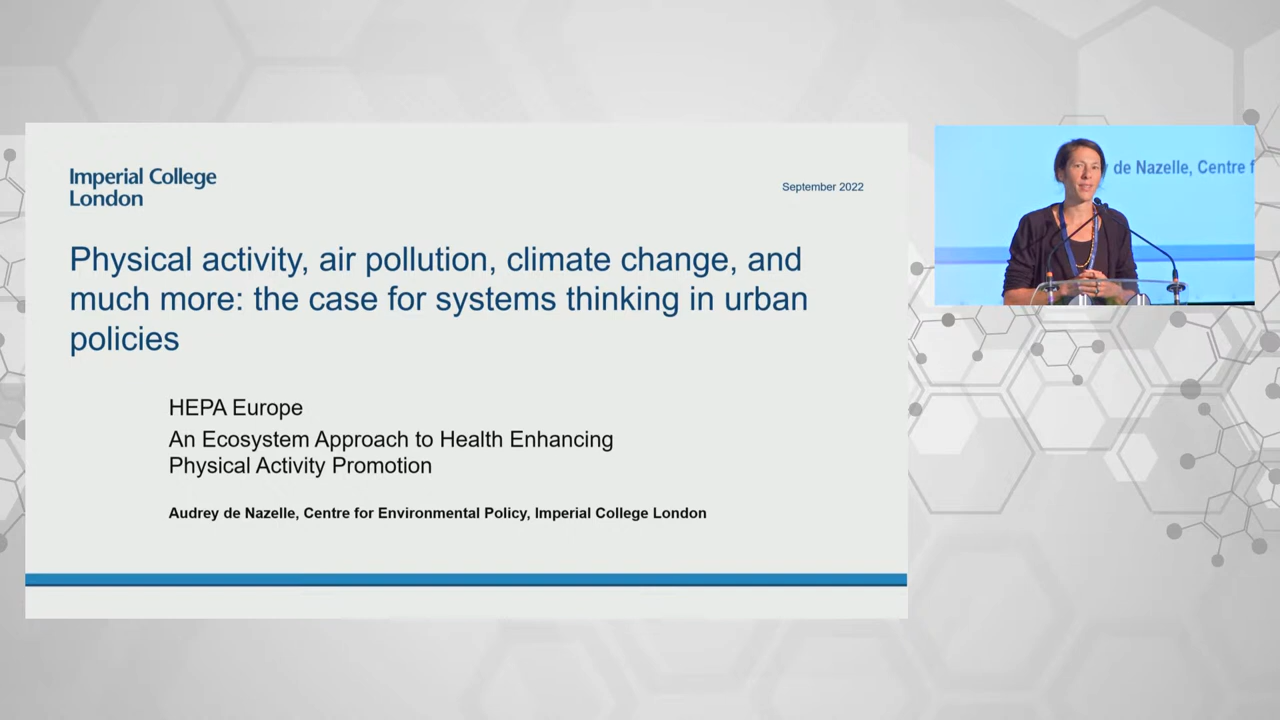 Imperial College
London
September 2022
Physical activity, air pollution, climate change, and
much more: the case for systems thinking in urban
policies
HEPA Europe
An Ecosystem Approach to Health Enhancing
Physical Activity Promotion
Audrey de Nazelle, Centre for Environmental Policy, Imperial College London
de Nazelle, Centre f